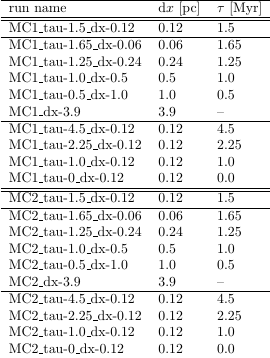 run name dx [pc] τ [Myr]
MC1_tau-1.5_dx-0.12 0.12 1.5
MC1_tau-1.65_dx-0.06 0.06 1.65
MC1_tau-1.25_dx-0.24 0.24 1.25
MC1_tau-1.0_dx-0.5 0.5 1.0
MC1_tau-0.5_dx-1.0 1.0 0.5
MC1_dx-3.9 3.9 –
MC1_tau-4.5_dx-0.12 0.12 4.5
MC1_tau-2.25_dx-0.12 0.12 2.25
MC1_tau-1.0_dx-0.12 0.12 1.0
MC1_tau-0_dx-0.12 0.12 0.0
MC2_tau-1.5_dx-0.12 0.12 1.5
MC2_tau-1.65_dx-0.06 0.06 1.65
MC2_tau-1.25_dx-0.24 0.24 1.25
MC2_tau-1.0_dx-0.5 0.5 1.0
MC2_tau-0.5_dx-1.0 1.0 0.5
MC2_dx-3.9 3.9 –
MC2_tau-4.5_dx-0.12 0.12 4.5
MC2_tau-2.25_dx-0.12 0.12 2.25
MC2_tau-1.0_dx-0.12 0.12 1.0
MC2_tau-0_dx-0.12 0.12 0.0